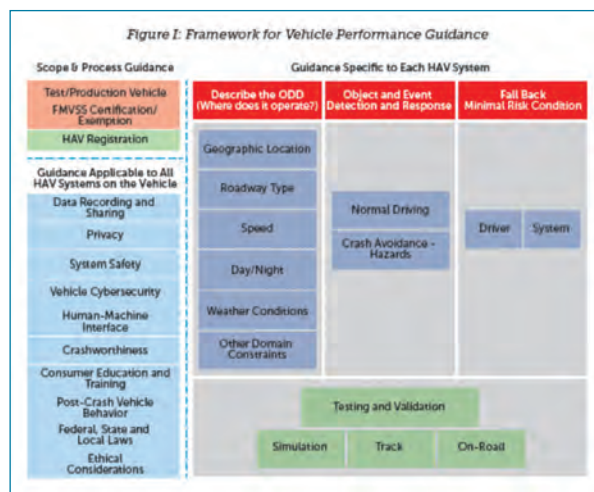 Figure I: Framework for Vehicle Performance Guidance
Scope & Process Guidance
Test/Production Vehicle
FMVSS Certification/
Exemption
HAV Registration
Guidance Applicable to All
HAV Systems on the Vehicle
Data Recording and
Sharing
Privacy
System Safety
Vehicle Cybersecurity
Human-Machine
Interface
Crashworthiness
Consumer Education and
Training
Post-Crash Vehicle
Behavior
Federal, State and
Local Laws
Ethical
Considerations
Guidance Specific to Each HAV System
Describe the ODD
(Where does it operate?)
Geographic Location
Roadway Type
Speed
Day/Night
Weather Conditions
Other Domain
Constraints
Object and Event
Detection and Response
Normal Driving
Crash Avoidance -
Hazards
Fall Back
Minimal Risk Condition
Driver
System
Testing and Validation
Simulation
Track
On-Road